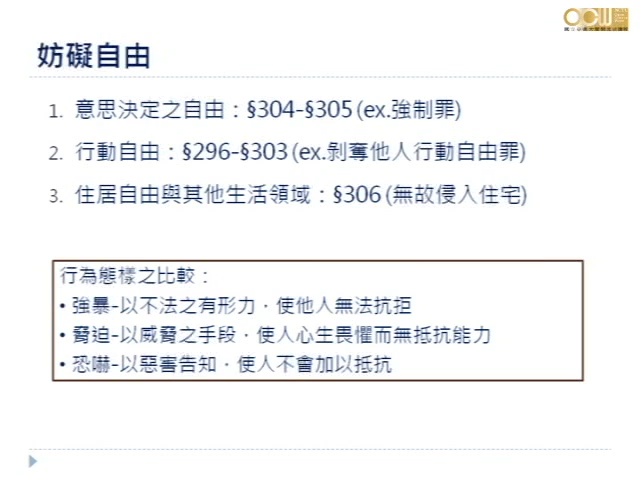 妨礙自由
1. 意思決定之自由：§304-§305 (ex.強制罪)
2. 行動自由：§296-§303 (ex.剝奪他人行動自由罪)
3. 住居自由與其他生活領域：§306 (無故侵入住宅)
行為態樣之比較：
• 強暴-以不法之有形力，使他人無法抗拒
• 脅迫-以威脅之手段，使人心生畏懼而無抵抗能力
• 恐嚇-以惡害告知，使人不會加以抵抗